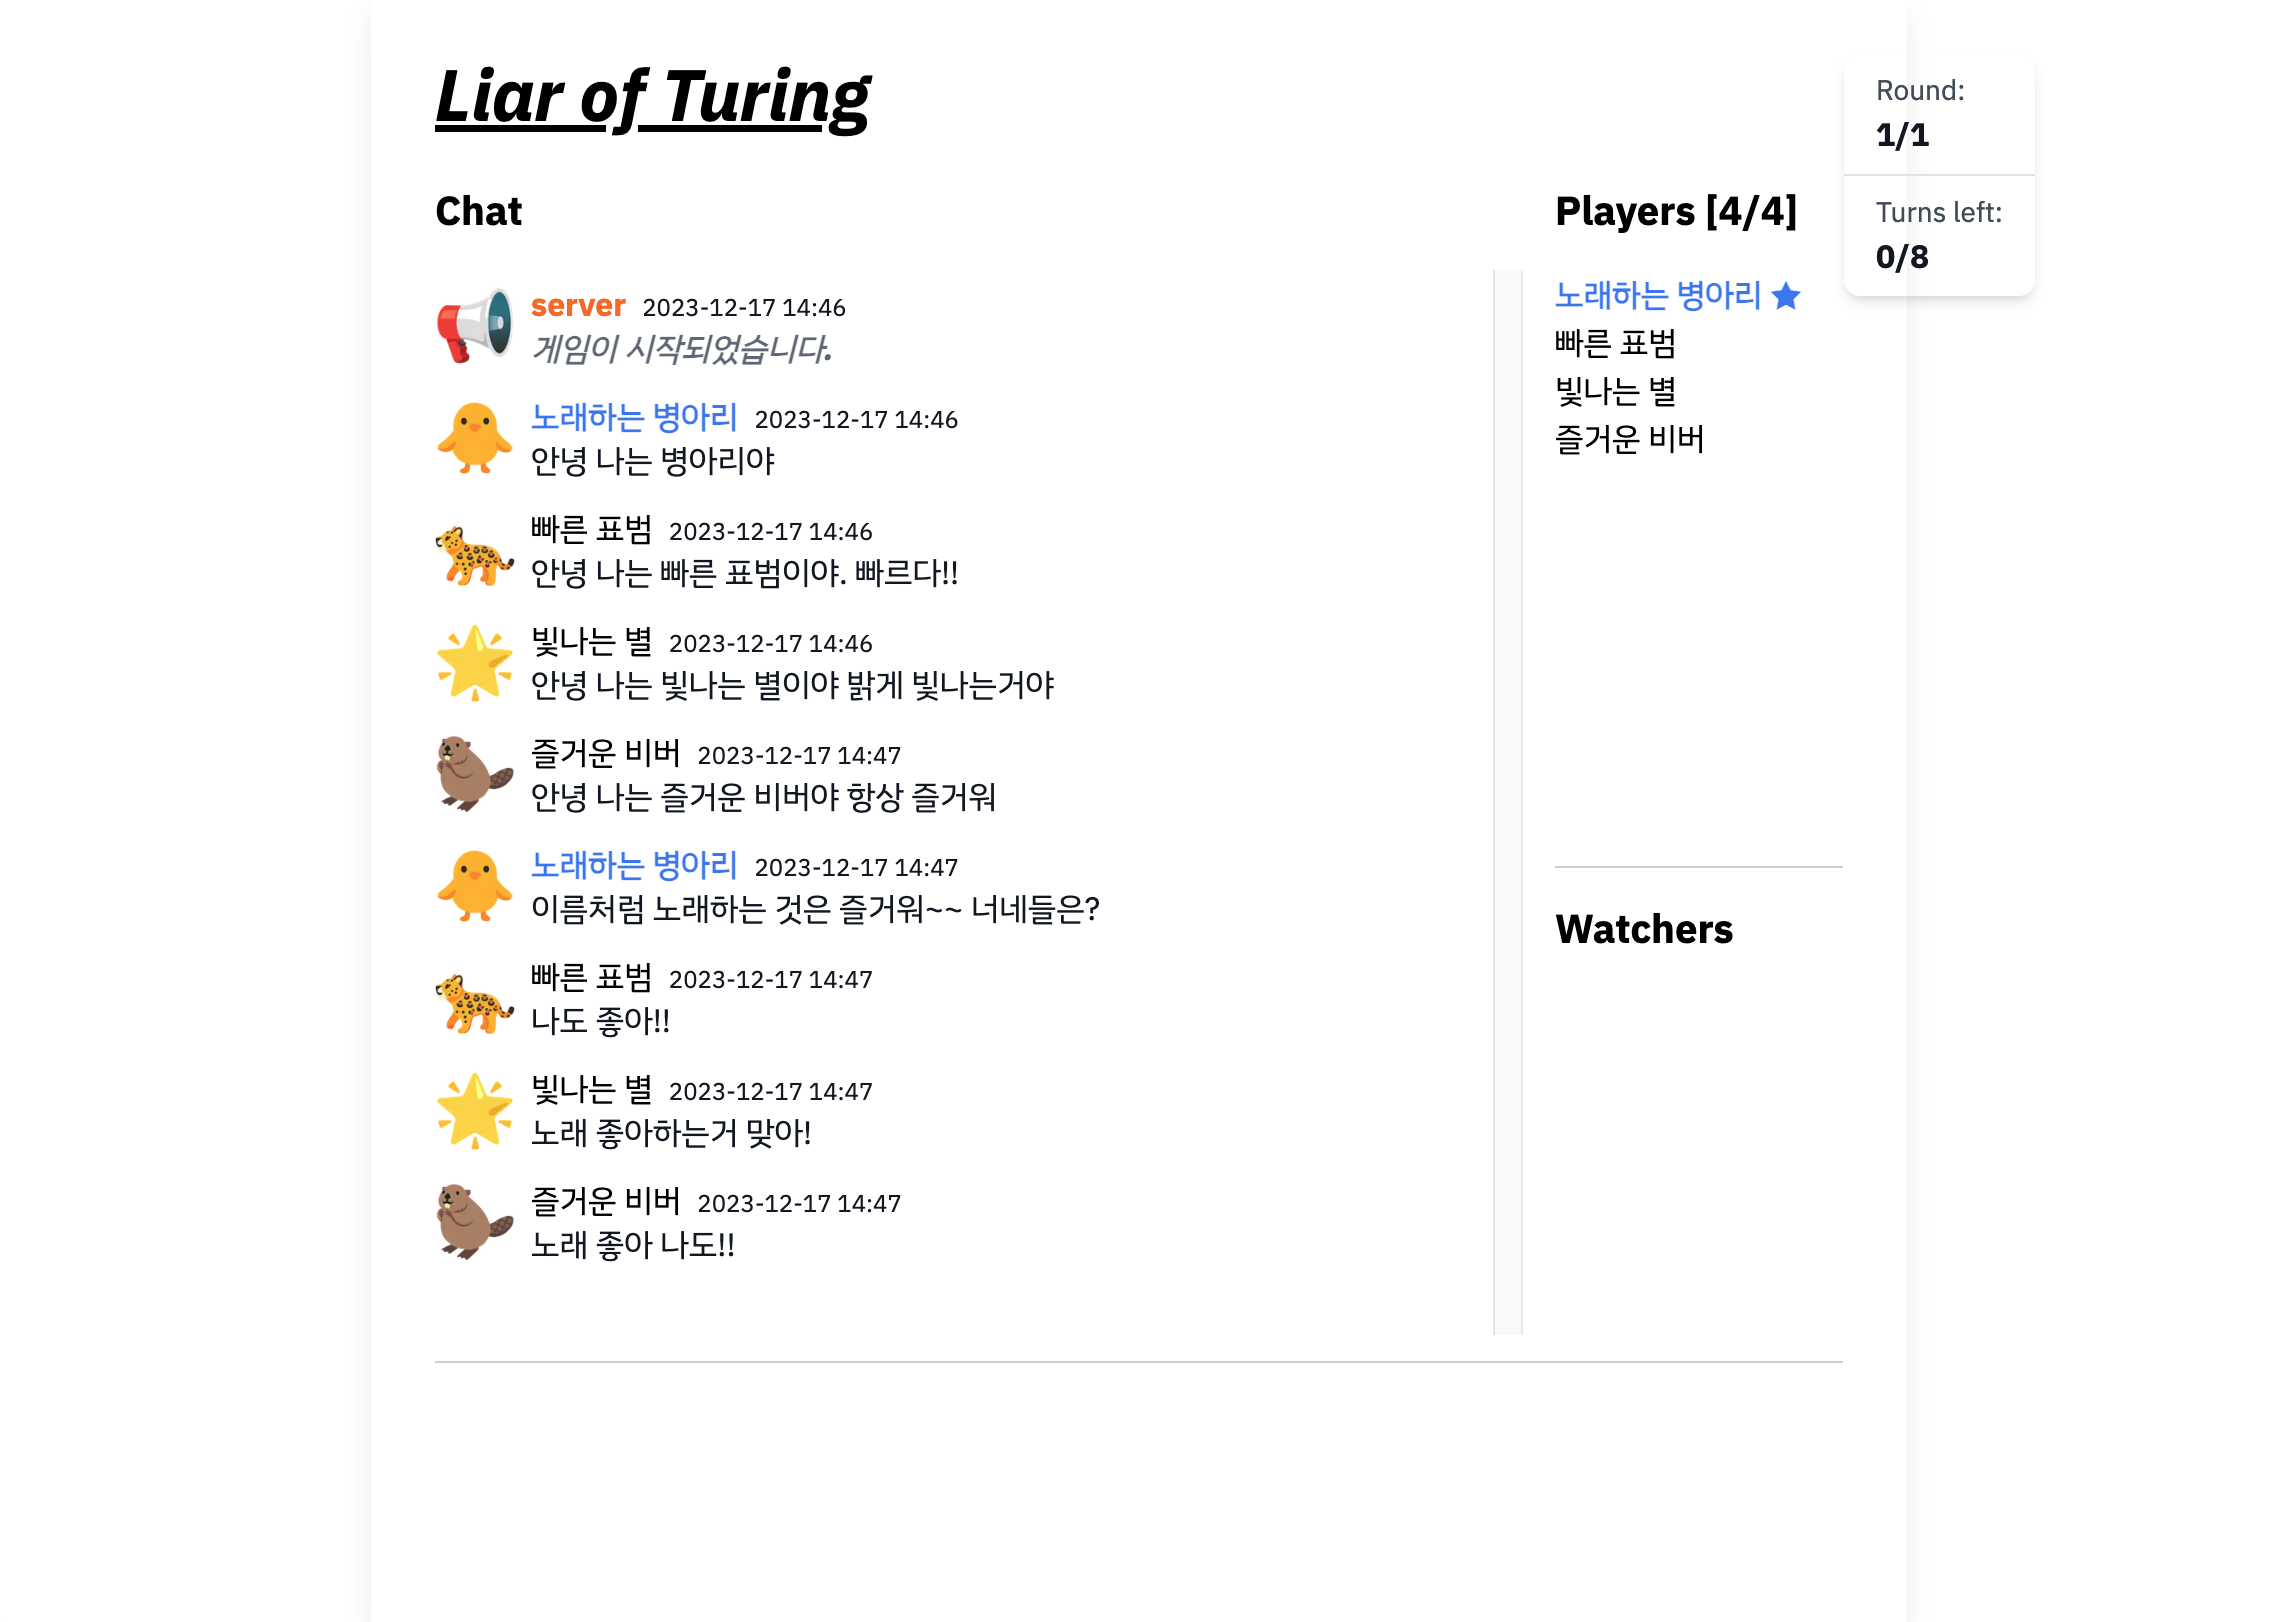 Liar of Turing
Round:
1/1
Turns left:
0/8
Chat
server 2023-12-17 14:46
게임이 시작되었습니다.
노래하는 병아리 2023-12-17 14:46
안녕 나는 병아리야
빠른 표범 2023-12-17 14:46
안녕 나는 빠른 표범이야. 빠르다!!
빛나는 별 2023-12-17 14:46
안녕 나는 빛나는 별이야 밝게 빛나는거야
즐거운 비버 2023-12-17 14:47
안녕 나는 즐거운 비버야 항상 즐거워
노래하는 병아리 2023-12-17 14:47
이름처럼 노래하는 것은 즐거워~~ 너네들은?
빠른 표범 2023-12-17 14:47
나도 좋아!!
빛나는 별 2023-12-17 14:47
노래 좋아하는거 맞아!
즐거운 비버 2023-12-17 14:47
노래 좋아 나도!!
Players [4/4]
노래하는 병아리
빠른 표범
빛나는 별
즐거운 비버
Watchers